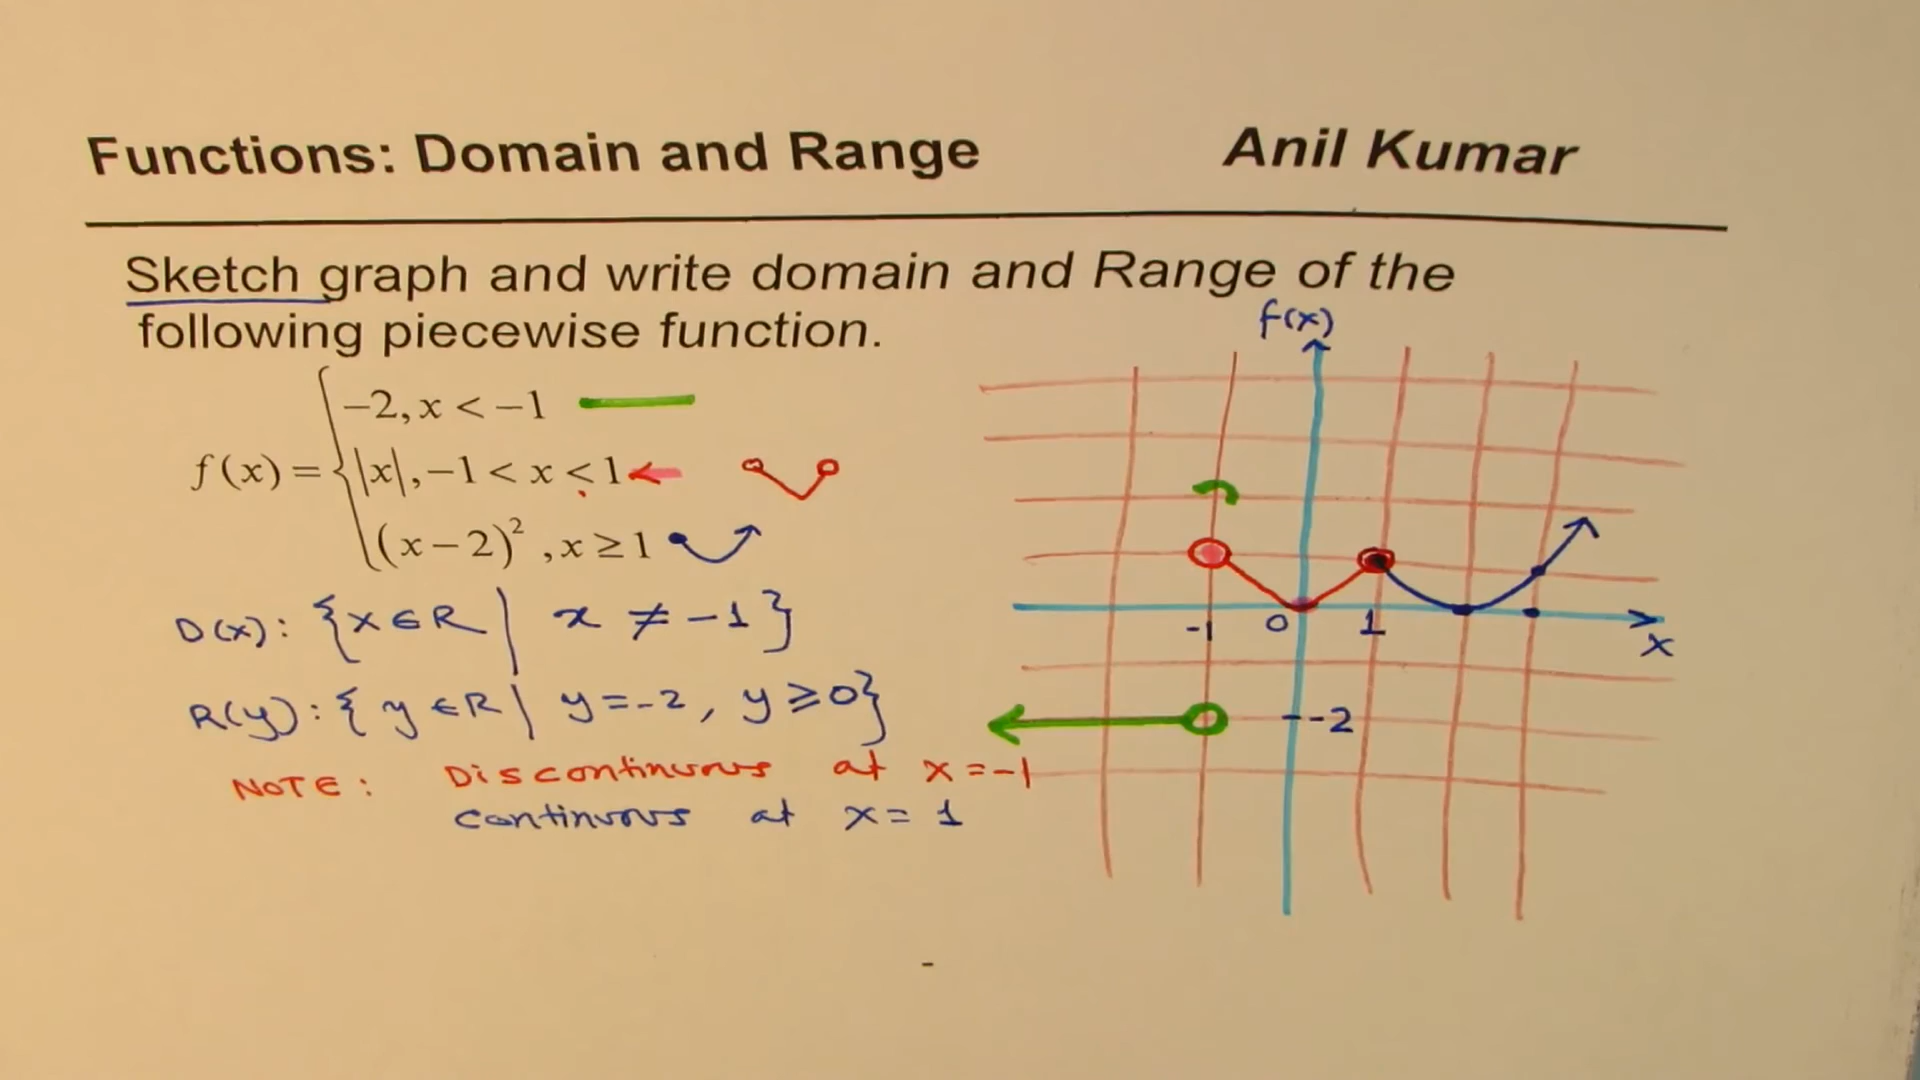 Functions: Domain and Range Anil Kumar
Sketch graph and write domain and Range of the
following piecewise function.
f(x)
-2, x < -1
f(x) = { |x|, -1 < x < 1
(x-2)², x ≥ 1
D(x): {x ∈ R | x ≠ -1}
R(y): {y ∈ R | y = -2, y ≥ 0}
NOTE: Discontinuous at x = -1
continuous at x = 1
-1 0 1 x
-2